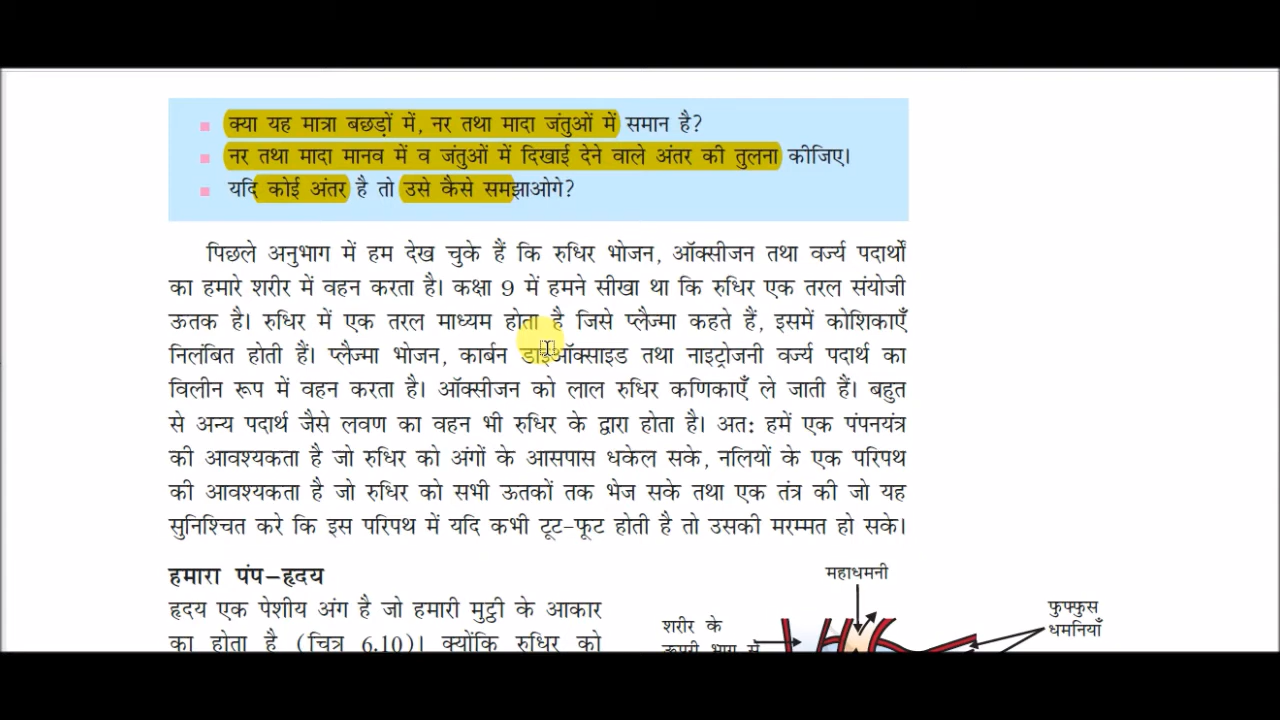 क्या यह मात्रा बछड़ों में, नर तथा मादा जंतुओं में समान है?
नर तथा मादा मानव में व जंतुओं में दिखाई देने वाले अंतर की तुलना कीजिए।
यदि कोई अंतर है तो उसे कैसे समझाओगे?
पिछले अनुभाग में हम देख चुके हैं कि रुधिर भोजन, ऑक्सीजन तथा वर्ज्य पदार्थों
का हमारे शरीर में वहन करता है। कक्षा 9 में हमने सीखा था कि रुधिर एक तरल संयोजी
ऊतक है। रुधिर में एक तरल माध्यम होता है जिसे प्लैज्मा कहते हैं, इसमें कोशिकाएँ
निलंबित होती हैं। प्लैज्मा भोजन, कार्बन डाइऑक्साइड तथा नाइट्रोजनी वर्ज्य पदार्थ का
विलीन रूप में वहन करता है। ऑक्सीजन को लाल रुधिर कणिकाएँ ले जाती हैं। बहुत
से अन्य पदार्थ जैसे लवण का वहन भी रुधिर के द्वारा होता है। अतः हमें एक पंपनयंत्र
की आवश्यकता है जो रुधिर को अंगों के आसपास धकेल सके, नलियों के एक परिपथ
की आवश्यकता है जो रुधिर को सभी ऊतकों तक भेज सके तथा एक तंत्र की जो यह
सुनिश्चित करे कि इस परिपथ में यदि कभी टूट-फूट होती है तो उसकी मरम्मत हो सके।
हमारा पंप-हृदय
हृदय एक पेशीय अंग है जो हमारी मुट्ठी के आकार
का होता है (चित्र 6.10)। क्योंकि रुधिर को
महाधमनी
फुफ्फुस
धमनियाँ
शरीर के
ऊपरी भाग से